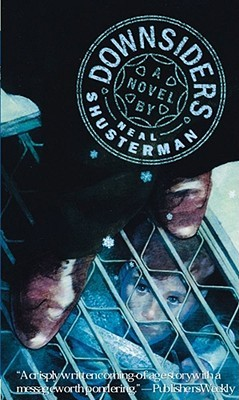 DOWNSIDERS
A
NOVEL
BY
NEAL
SHUSTERMAN
"A crisply written coming-of-age story with a
message worth pondering." —Publishers Weekly